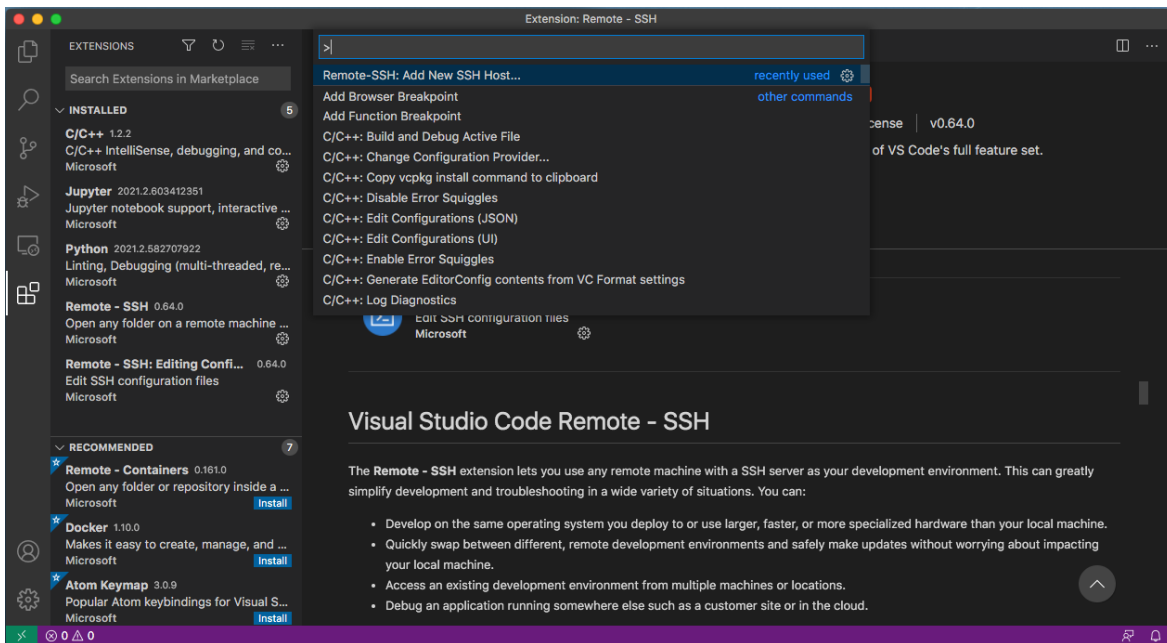 Extension: Remote - SSH
EXTENSIONS
Search Extensions in Marketplace
INSTALLED 5
C/C++ 1.2.2
C/C++ IntelliSense, debugging, and co...
Microsoft
Jupyter 2021.2.603412351
Jupyter notebook support, interactive ...
Microsoft
Python 2021.2.582707922
Linting, Debugging (multi-threaded, re...
Microsoft
Remote - SSH 0.64.0
Open any folder on a remote machine ...
Microsoft
Remote - SSH: Editing Confi... 0.64.0
Edit SSH configuration files
Microsoft
RECOMMENDED 7
Remote - Containers 0.161.0
Open any folder or repository inside a ...
Microsoft Install
Docker 1.10.0
Makes it easy to create, manage, and ...
Microsoft Install
Atom Keymap 3.0.9
Popular Atom keybindings for Visual S...
Microsoft Install
>
Remote-SSH: Add New SSH Host... recently used
Add Browser Breakpoint other commands
Add Function Breakpoint
C/C++: Build and Debug Active File
C/C++: Change Configuration Provider...
C/C++: Copy vcpkg install command to clipboard
C/C++: Disable Error Squiggles
C/C++: Edit Configurations (JSON)
C/C++: Edit Configurations (UI)
C/C++: Enable Error Squiggles
C/C++: Generate EditorConfig contents from VC Format settings
C/C++: Log Diagnostics
v0.64.0
of VS Code's full feature set.
Edit SSH configuration files
Microsoft
Visual Studio Code Remote - SSH
The Remote - SSH extension lets you use any remote machine with a SSH server as your development environment. This can greatly
simplify development and troubleshooting in a wide variety of situations. You can:
• Develop on the same operating system you deploy to or use larger, faster, or more specialized hardware than your local machine.
• Quickly swap between different, remote development environments and safely make updates without worrying about impacting
your local machine.
• Access an existing development environment from multiple machines or locations.
• Debug an application running somewhere else such as a customer site or in the cloud.
0 0